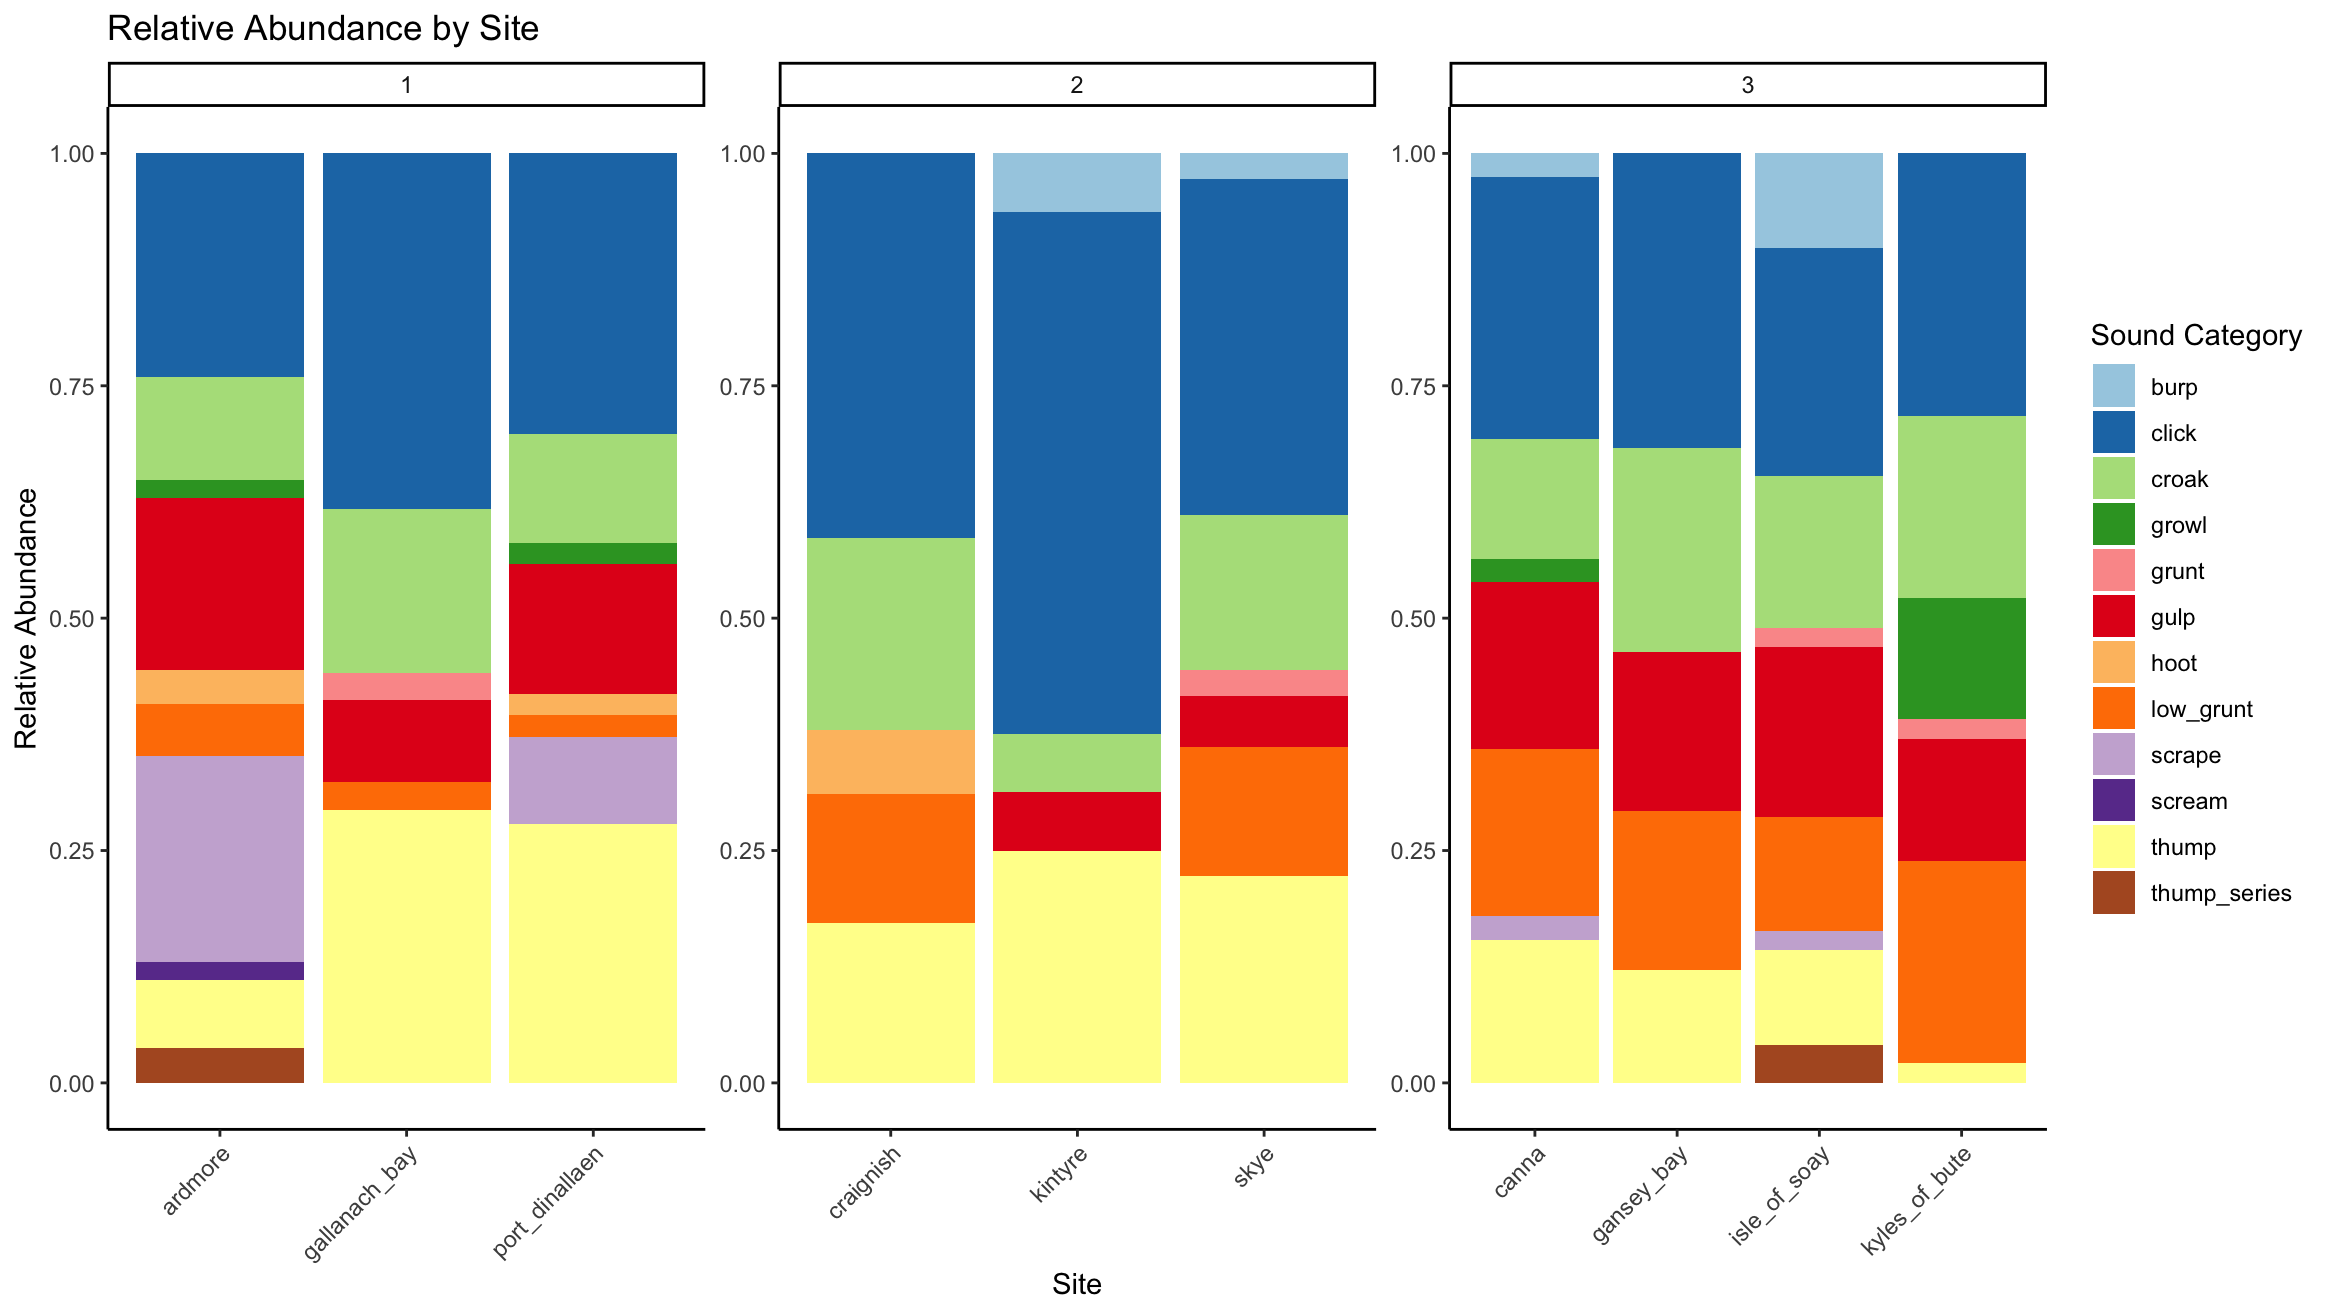 Relative Abundance by Site
1
2
3
Relative Abundance
1.00
0.75
0.50
0.25
0.00
1.00
0.75
0.50
0.25
0.00
1.00
0.75
0.50
0.25
0.00
ardmore
gallanach_bay
port_dinallaen
craignish
kintyre
skye
canna
gansey_bay
isle_of_soay
kyles_of_bute
Site
Sound Category
burp
click
croak
growl
grunt
gulp
hoot
low_grunt
scrape
scream
thump
thump_series